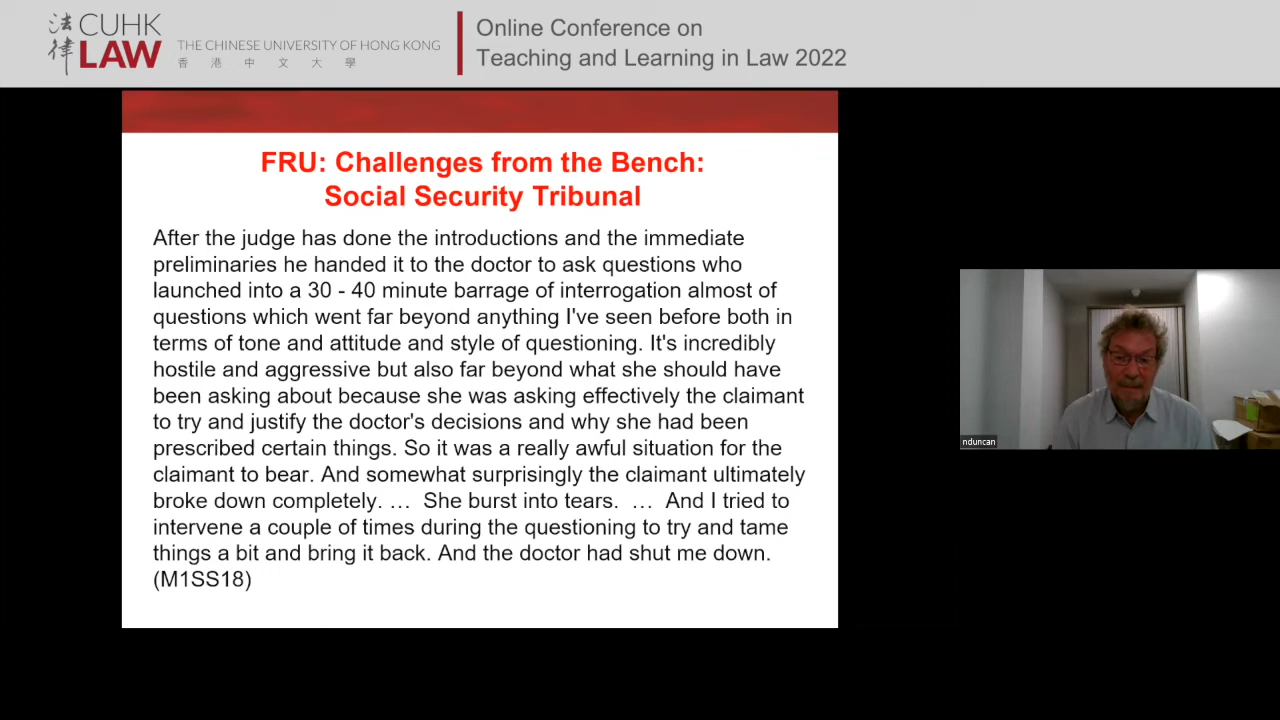 法律
CUHK
LAW
THE CHINESE UNIVERSITY OF HONG KONG
香港中文大學
Online Conference on
Teaching and Learning in Law 2022
FRU: Challenges from the Bench:
Social Security Tribunal
After the judge has done the introductions and the immediate
preliminaries he handed it to the doctor to ask questions who
launched into a 30 - 40 minute barrage of interrogation almost of
questions which went far beyond anything I've seen before both in
terms of tone and attitude and style of questioning. It's incredibly
hostile and aggressive but also far beyond what she should have
been asking about because she was asking effectively the claimant
to try and justify the doctor's decisions and why she had been
prescribed certain things. So it was a really awful situation for the
claimant to bear. And somewhat surprisingly the claimant ultimately
broke down completely. … She burst into tears. … And I tried to
intervene a couple of times during the questioning to try and tame
things a bit and bring it back. And the doctor had shut me down.
(M1SS18)
nduncan